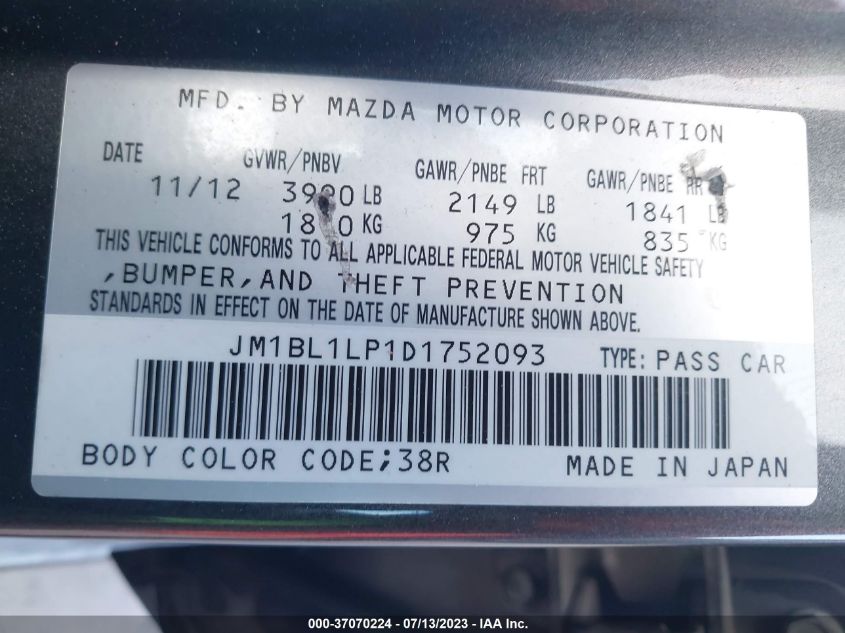 MFD. BY MAZDA MOTOR CORPORATION
DATE GVWR/PNBV GAWR/PNBE FRT GAWR/PNBE RR
11/12 LB 2149 LB 1841 LB
KG 975 KG 835 KG
THIS VEHICLE CONFORMS TO ALL APPLICABLE FEDERAL MOTOR VEHICLE SAFETY
,BUMPER,AND THEFT PREVENTION
STANDARDS IN EFFECT ON THE DATE OF MANUFACTURE SHOWN ABOVE.
JM1BL1LP1D1752093 TYPE: PASS CAR
BODY COLOR CODE;38R MADE IN JAPAN
000-37070224 - 07/13/2023 - IAA Inc.